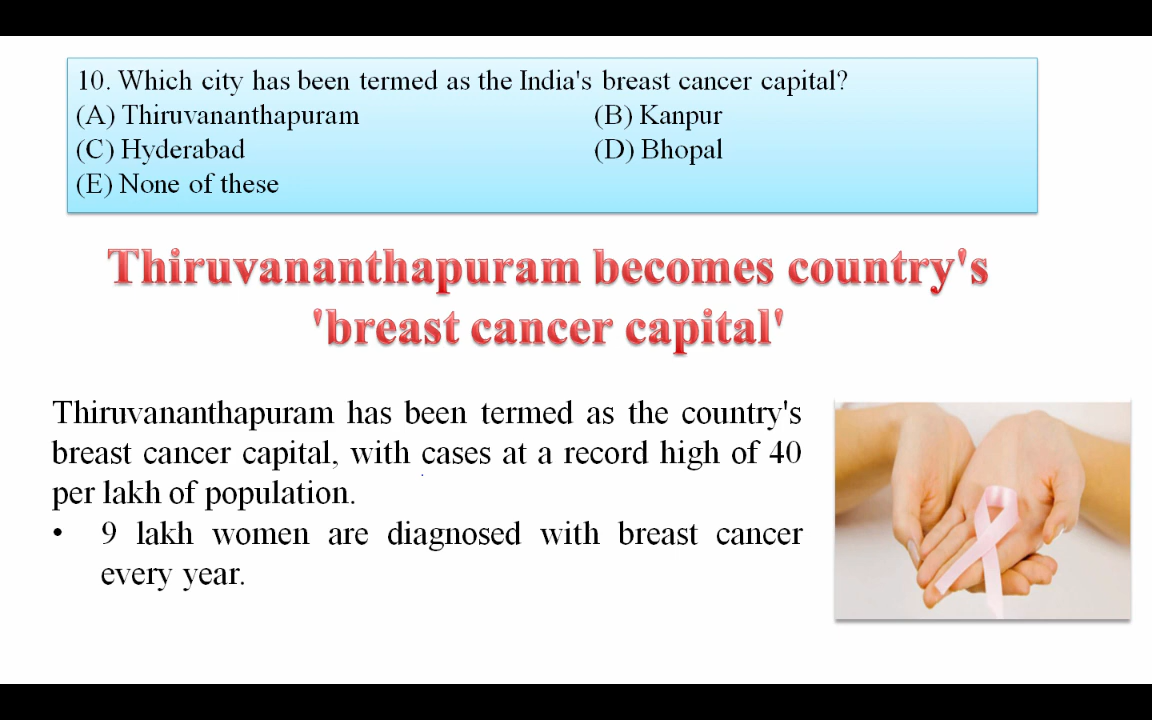 10. Which city has been termed as the India's breast cancer capital?
(A) Thiruvananthapuram (B) Kanpur
(C) Hyderabad (D) Bhopal
(E) None of these
Thiruvananthapuram becomes country's
'breast cancer capital'
Thiruvananthapuram has been termed as the country's
breast cancer capital, with cases at a record high of 40
per lakh of population.
• 9 lakh women are diagnosed with breast cancer
every year.